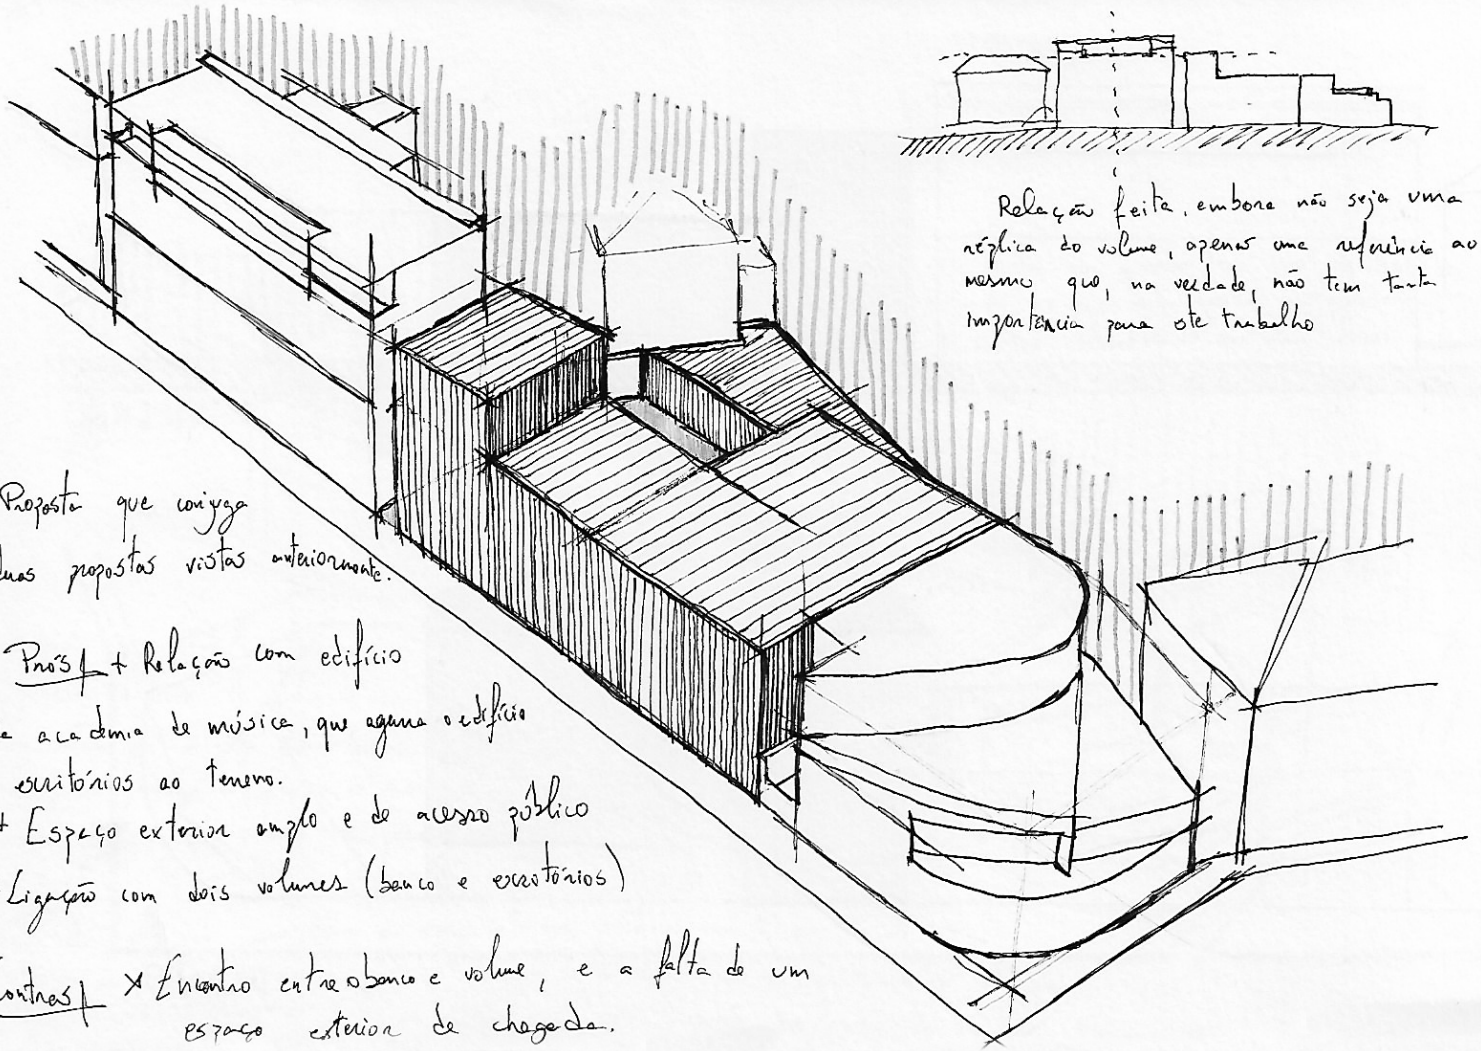 Relação feita, embora não seja uma
réplica do volume, apenas uma referência ao
mesmo que, na verdade, não tem tanta
importância para este trabalho
Proposta que conjuga
duas propostas vistas anteriormente.
Prós + Relação com edifício
a academia de música, que agarra o edifício
escritórios ao terreno.
+ Espaço exterior amplo e de acesso público
Ligação com dois volumes (banco e escritórios)
Contras × Encontro entre o banco e volume, e a falta de um
espaço exterior de chegada.